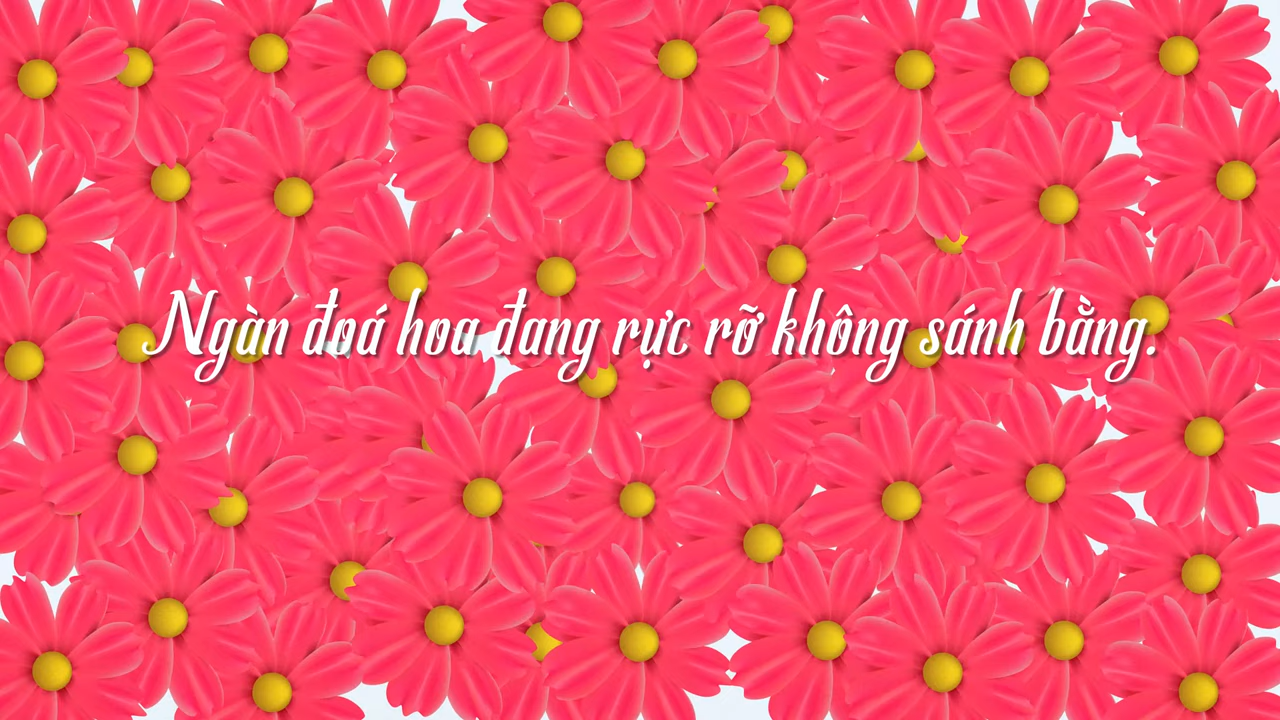 Ngàn đoá hoa đang rực rỡ không sánh bằng.